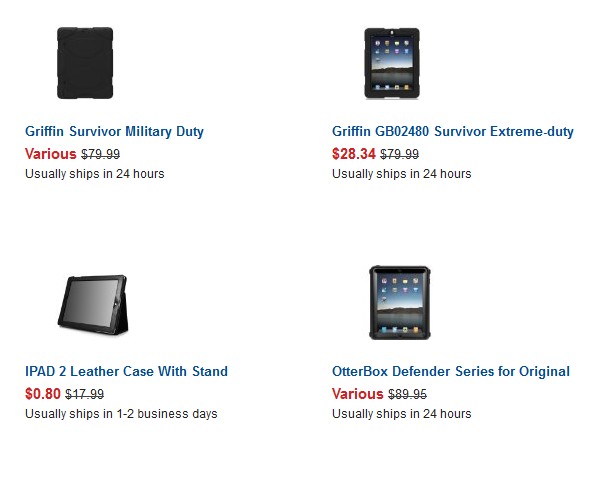 Griffin Survivor Military Duty
Various $79.99
Usually ships in 24 hours
Griffin GB02480 Survivor Extreme-duty
$28.34 $79.99
Usually ships in 24 hours
IPAD 2 Leather Case With Stand
$0.80 $17.99
Usually ships in 1-2 business days
OtterBox Defender Series for Original
Various $89.95
Usually ships in 24 hours